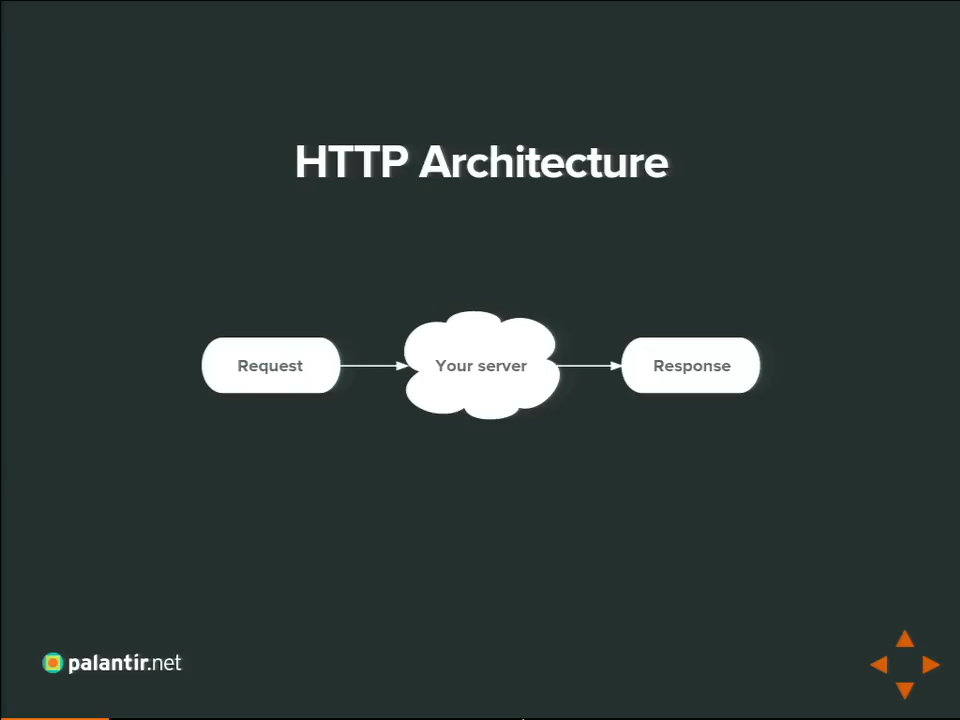 HTTP Architecture
Request
Your server
Response
palantir.net